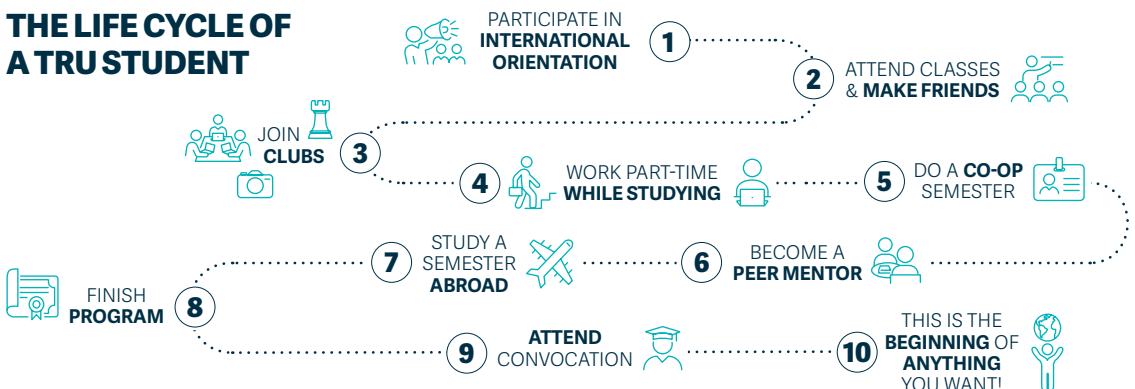 THE LIFE CYCLE OF
A TRU STUDENT
PARTICIPATE IN
INTERNATIONAL
ORIENTATION
1
2
ATTEND CLASSES
& MAKE FRIENDS
JOIN
CLUBS
3
4
WORK PART-TIME
WHILE STUDYING
5
DO A CO-OP
SEMESTER
6
BECOME A
PEER MENTOR
7
STUDY A
SEMESTER
ABROAD
8
FINISH
PROGRAM
9
ATTEND
CONVOCATION
10
THIS IS THE
BEGINNING OF
ANYTHING
YOU WANT!